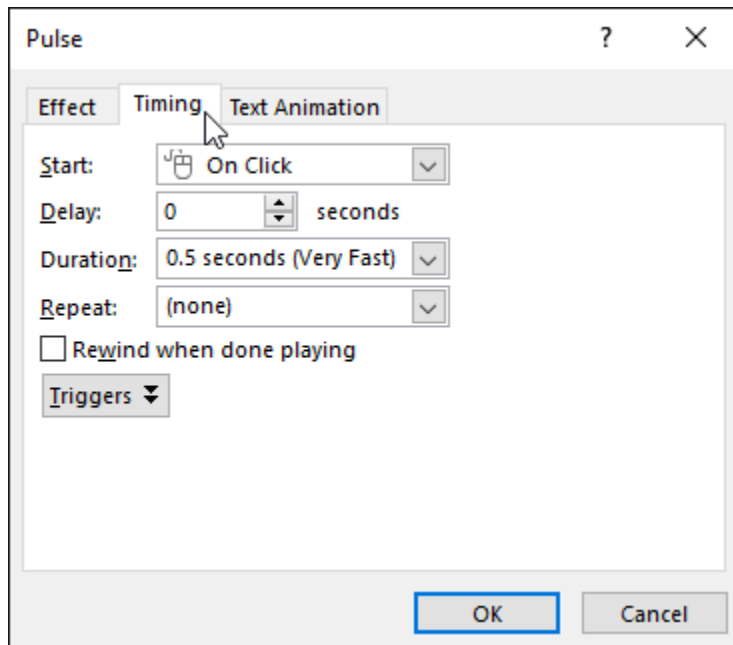 Pulse ?
Effect Timing Text Animation
Start: On Click
Delay: 0 seconds
Duration: 0.5 seconds (Very Fast)
Repeat: (none)
Rewind when done playing
Triggers
OK Cancel